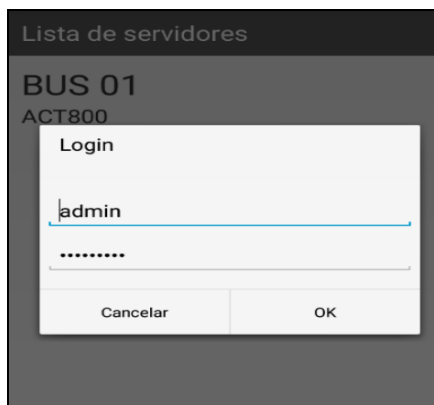 Lista de servidores
BUS 01
ACT800
Login
admin
•••••••••
Cancelar OK